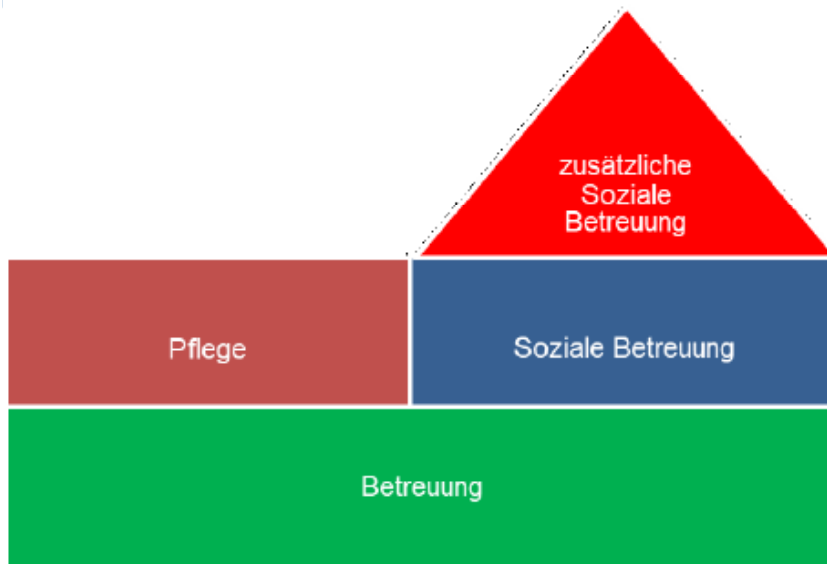 zusätzliche
Soziale
Betreuung
Pflege
Soziale Betreuung
Betreuung